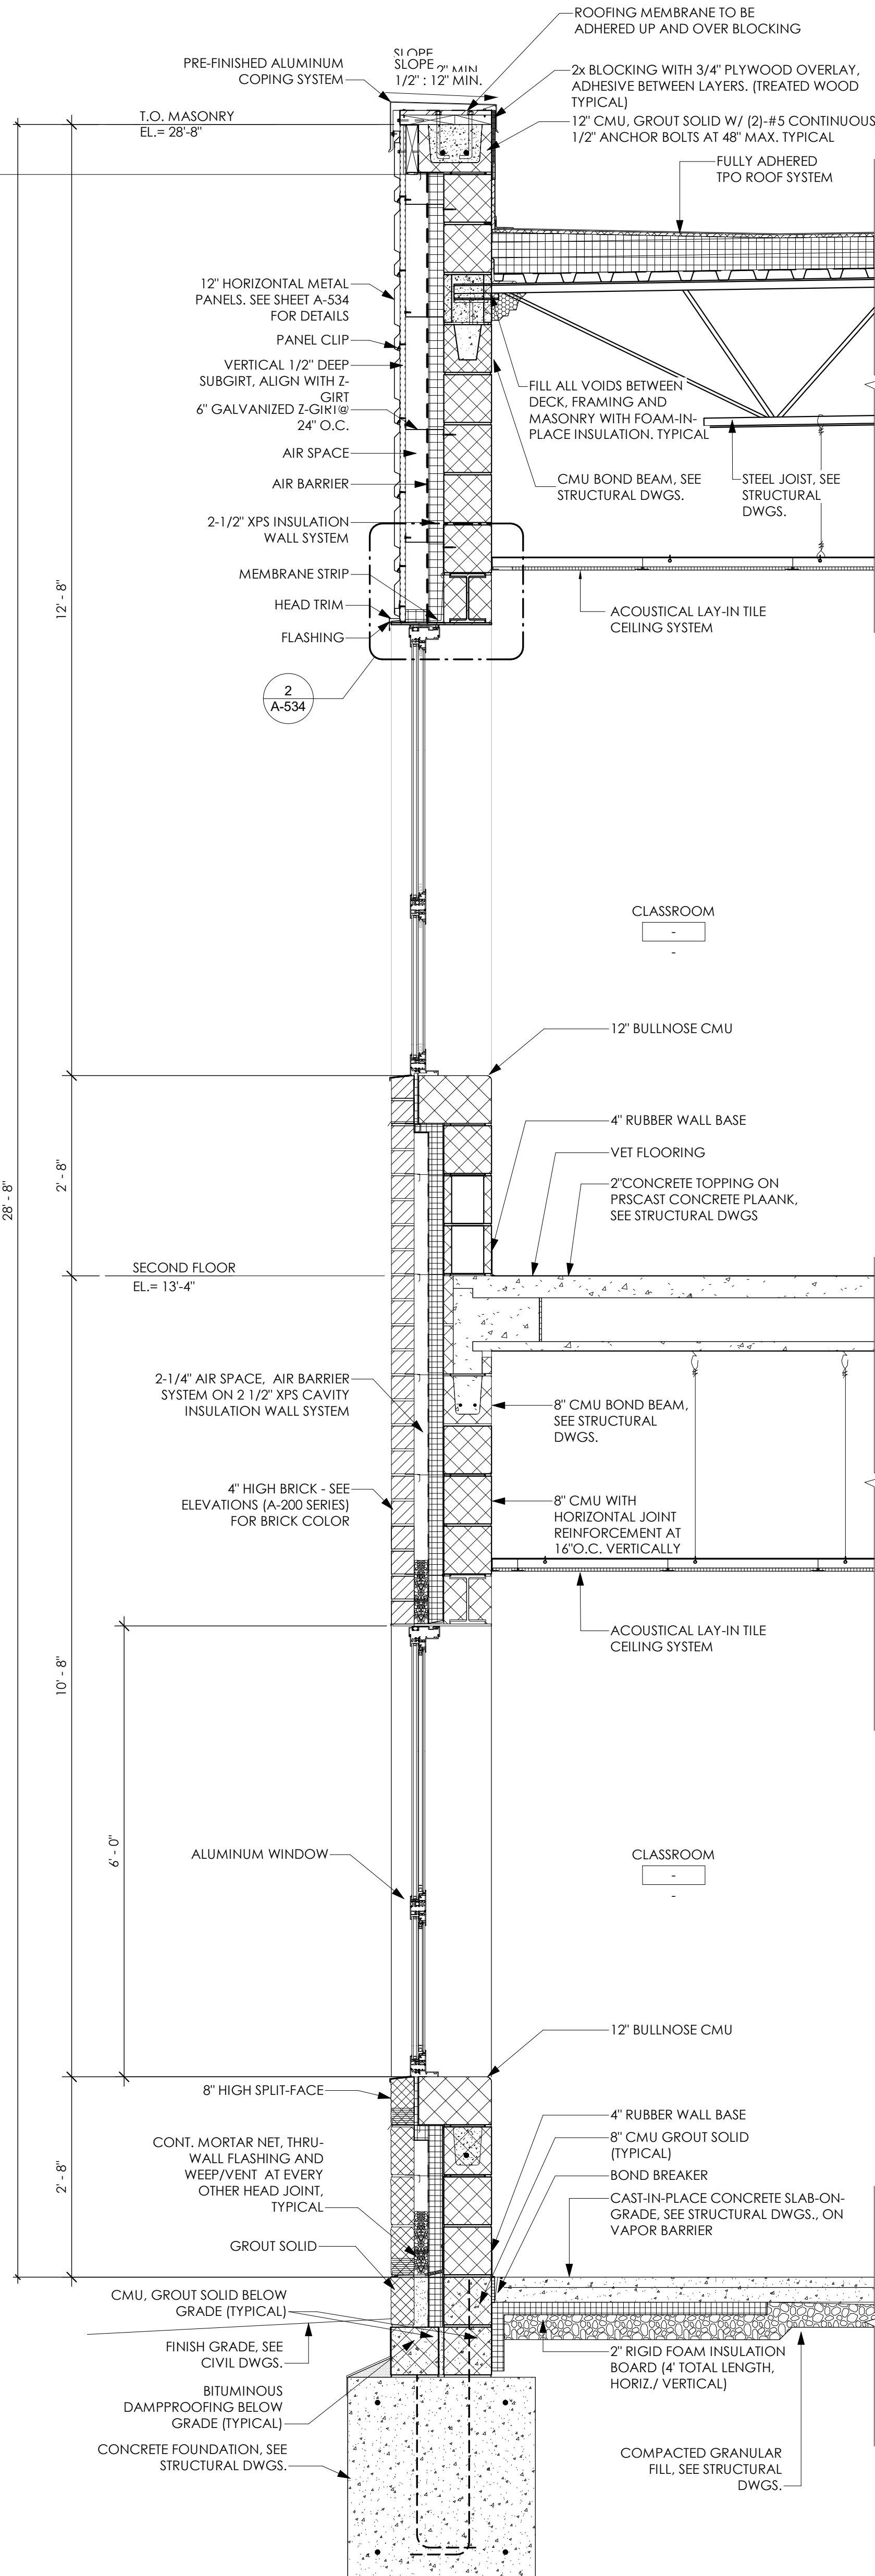 ROOFING MEMBRANE TO BE
ADHERED UP AND OVER BLOCKING
SLOPE
SLOPE 2" MIN.
1/2" : 12" MIN.
PRE-FINISHED ALUMINUM
COPING SYSTEM
2x BLOCKING WITH 3/4" PLYWOOD OVERLAY,
ADHESIVE BETWEEN LAYERS. (TREATED WOOD
TYPICAL)
T.O. MASONRY
EL.= 28'-8"
12" CMU, GROUT SOLID W/ (2)-#5 CONTINUOUS
1/2" ANCHOR BOLTS AT 48" MAX. TYPICAL
FULLY ADHERED
TPO ROOF SYSTEM
12" HORIZONTAL METAL
PANELS. SEE SHEET A-534
FOR DETAILS
PANEL CLIP
VERTICAL 1/2" DEEP
SUBGIRT, ALIGN WITH Z-
GIRT
6" GALVANIZED Z-GIRT@
24" O.C.
AIR SPACE
AIR BARRIER
2-1/2" XPS INSULATION
WALL SYSTEM
MEMBRANE STRIP
HEAD TRIM
FLASHING
FILL ALL VOIDS BETWEEN
DECK, FRAMING AND
MASONRY WITH FOAM-IN-
PLACE INSULATION. TYPICAL
CMU BOND BEAM, SEE
STRUCTURAL DWGS.
STEEL JOIST, SEE
STRUCTURAL
DWGS.
ACOUSTICAL LAY-IN TILE
CEILING SYSTEM
12' - 8"
2
A-534
CLASSROOM
-
-
12" BULLNOSE CMU
4" RUBBER WALL BASE
VET FLOORING
2"CONCRETE TOPPING ON
PRSCAST CONCRETE PLAANK,
SEE STRUCTURAL DWGS
2' - 8"
28' - 8"
SECOND FLOOR
EL.= 13'-4"
2-1/4" AIR SPACE, AIR BARRIER
SYSTEM ON 2 1/2" XPS CAVITY
INSULATION WALL SYSTEM
8" CMU BOND BEAM,
SEE STRUCTURAL
DWGS.
4" HIGH BRICK - SEE
ELEVATIONS (A-200 SERIES)
FOR BRICK COLOR
8" CMU WITH
HORIZONTAL JOINT
REINFORCEMENT AT
16"O.C. VERTICALLY
ACOUSTICAL LAY-IN TILE
CEILING SYSTEM
10' - 8"
6' - 0"
ALUMINUM WINDOW
CLASSROOM
-
-
12" BULLNOSE CMU
8" HIGH SPLIT-FACE
4" RUBBER WALL BASE
8" CMU GROUT SOLID
(TYPICAL)
BOND BREAKER
CAST-IN-PLACE CONCRETE SLAB-ON-
GRADE, SEE STRUCTURAL DWGS., ON
VAPOR BARRIER
CONT. MORTAR NET, THRU-
WALL FLASHING AND
WEEP/VENT AT EVERY
OTHER HEAD JOINT,
TYPICAL
2' - 8"
GROUT SOLID
CMU, GROUT SOLID BELOW
GRADE (TYPICAL)
FINISH GRADE, SEE
CIVIL DWGS.
2" RIGID FOAM INSULATION
BOARD (4' TOTAL LENGTH,
HORIZ./ VERTICAL)
BITUMINOUS
DAMPPROOFING BELOW
GRADE (TYPICAL)
CONCRETE FOUNDATION, SEE
STRUCTURAL DWGS.
COMPACTED GRANULAR
FILL, SEE STRUCTURAL
DWGS.